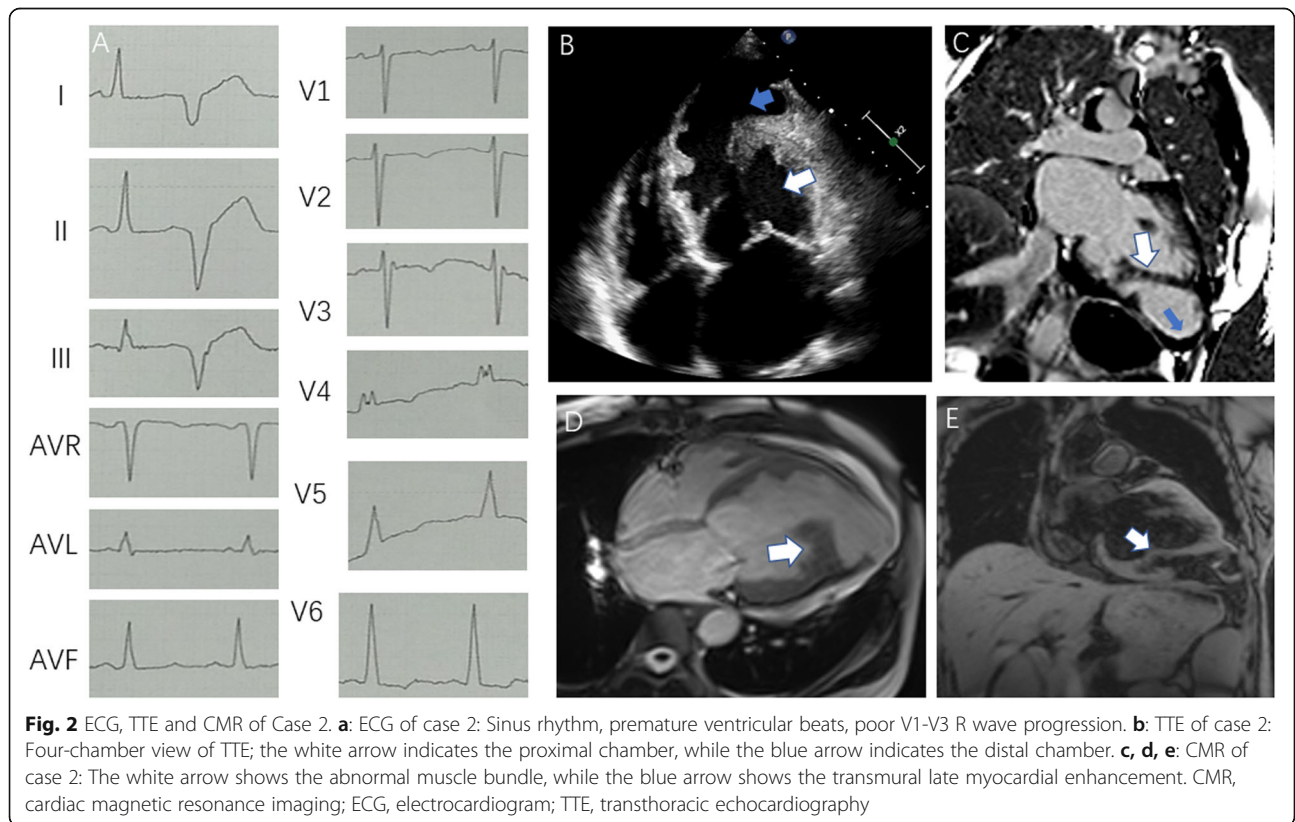 A
I
II
III
AVR
AVL
AVF
V1
V2
V3
V4
V5
V6
B
P
V2
C
D
E
Fig. 2 ECG, TTE and CMR of Case 2. a: ECG of case 2: Sinus rhythm, premature ventricular beats, poor V1-V3 R wave progression. b: TTE of case 2:
Four-chamber view of TTE; the white arrow indicates the proximal chamber, while the blue arrow indicates the distal chamber. c, d, e: CMR of
case 2: The white arrow shows the abnormal muscle bundle, while the blue arrow shows the transmural late myocardial enhancement. CMR,
cardiac magnetic resonance imaging; ECG, electrocardiogram; TTE, transthoracic echocardiography